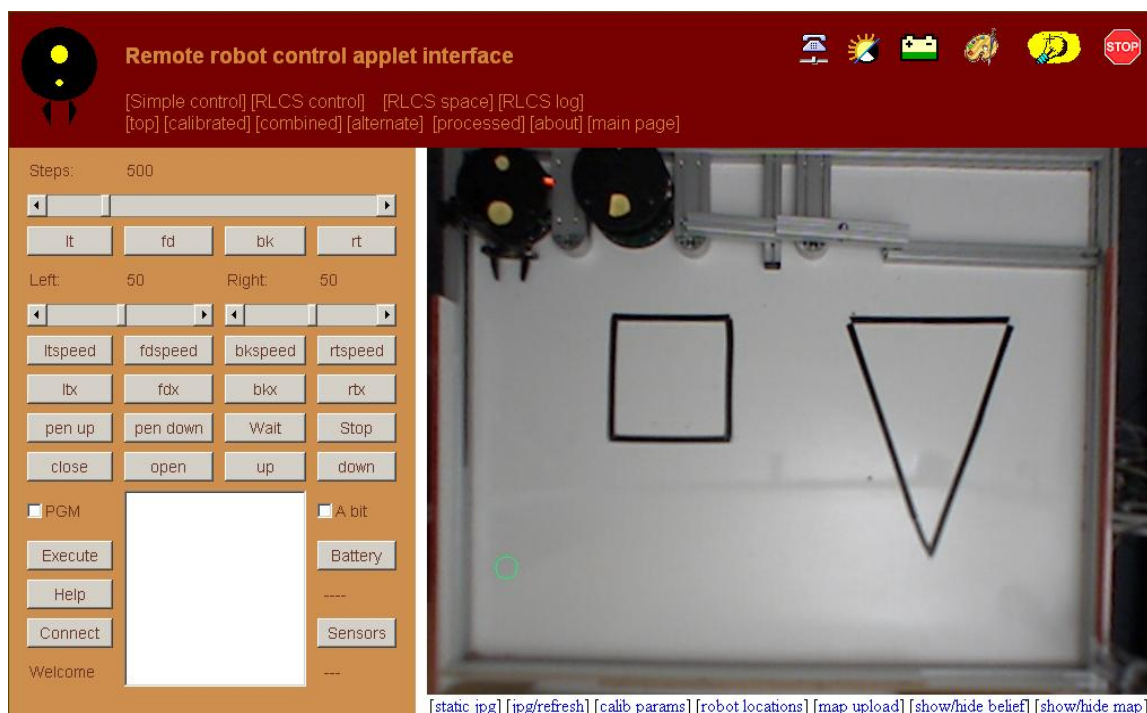 Remote robot control applet interface
STOP
[Simple control] [RLCS control] [RLCS space] [RLCS log]
[top] [calibrated] [combined] [alternate] [processed] [about] [main page]
Steps: 500
lt fd bk rt
Left: 50 Right: 50
ltspeed fdspeed bkspeed rtspeed
ltx fdx bkx rtx
pen up pen down Wait Stop
close open up down
PGM A bit
Execute Battery
Help ----
Connect Sensors
Welcome ---
[static jpg] [jpg/refresh] [calib params] [robot locations] [map upload] [show/hide belief] [show/hide map